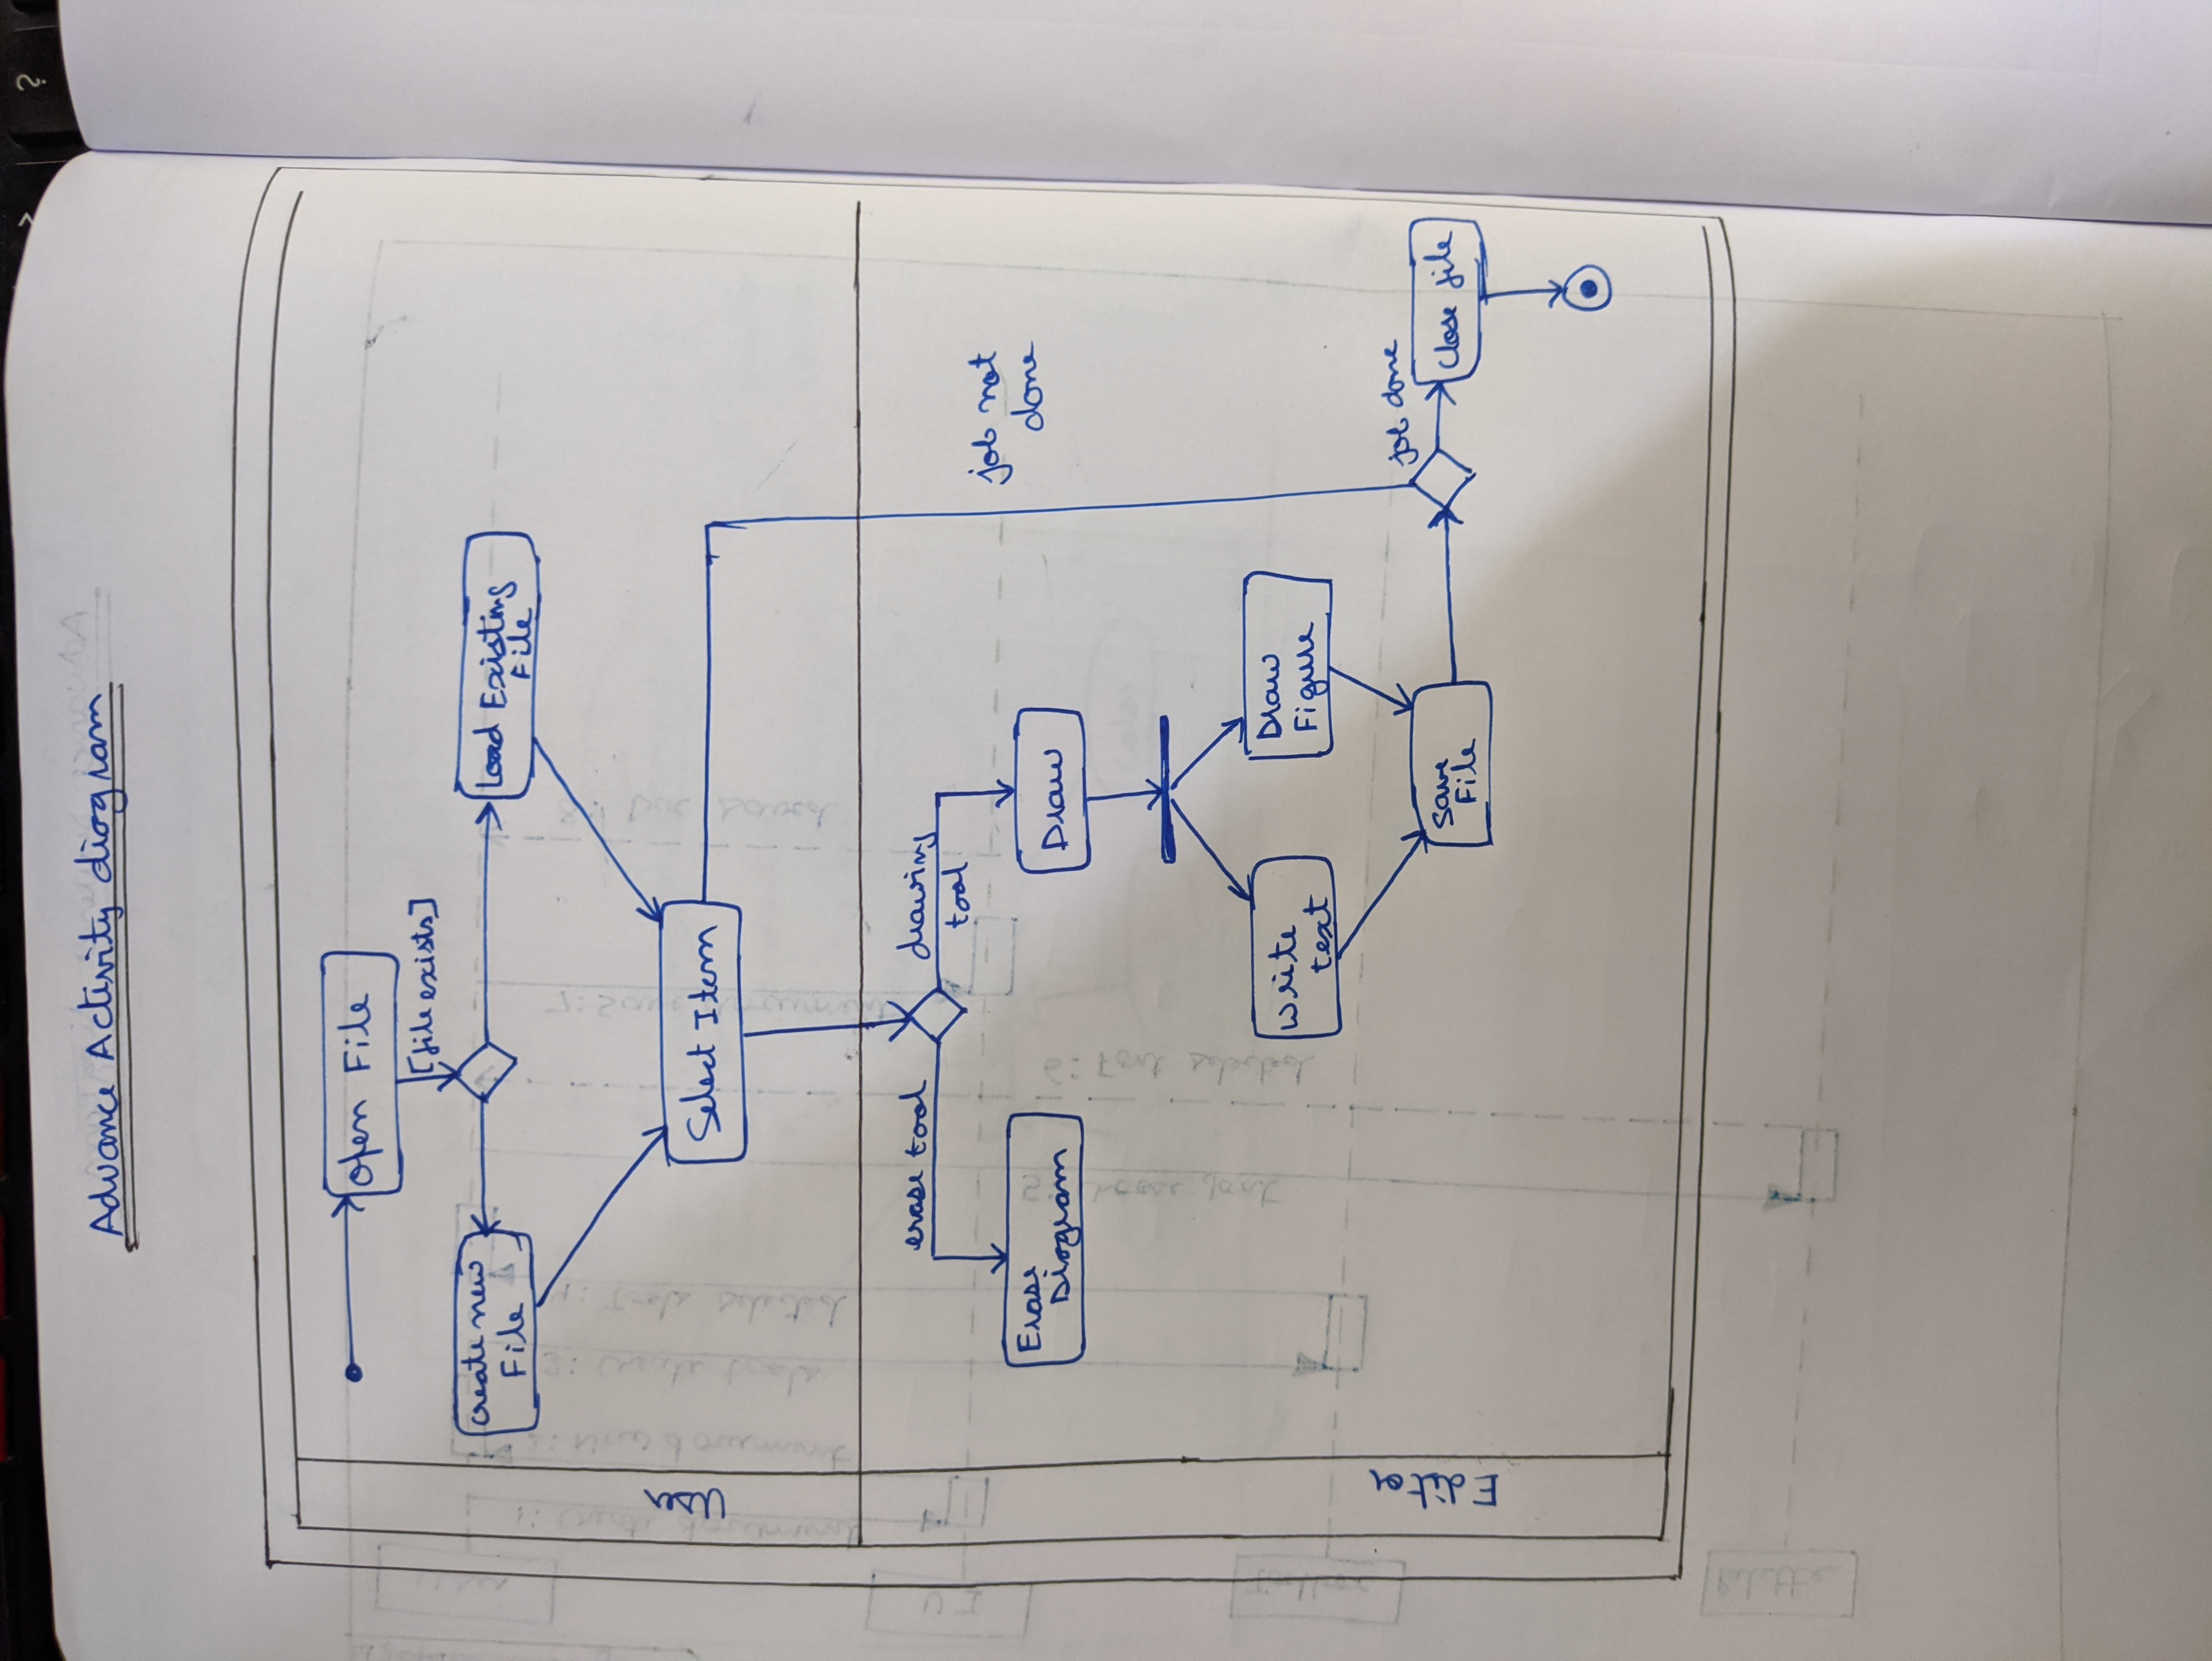 ?
Advance Activity diagram
Open File
[file exists]
Create new
File
Load Existing
File
Select Item
User
erase tool
drawing
tool
job not
done
Erase
Diagram
Draw
Write
text
Draw
Figure
job done
Save
File
Close file
Editor